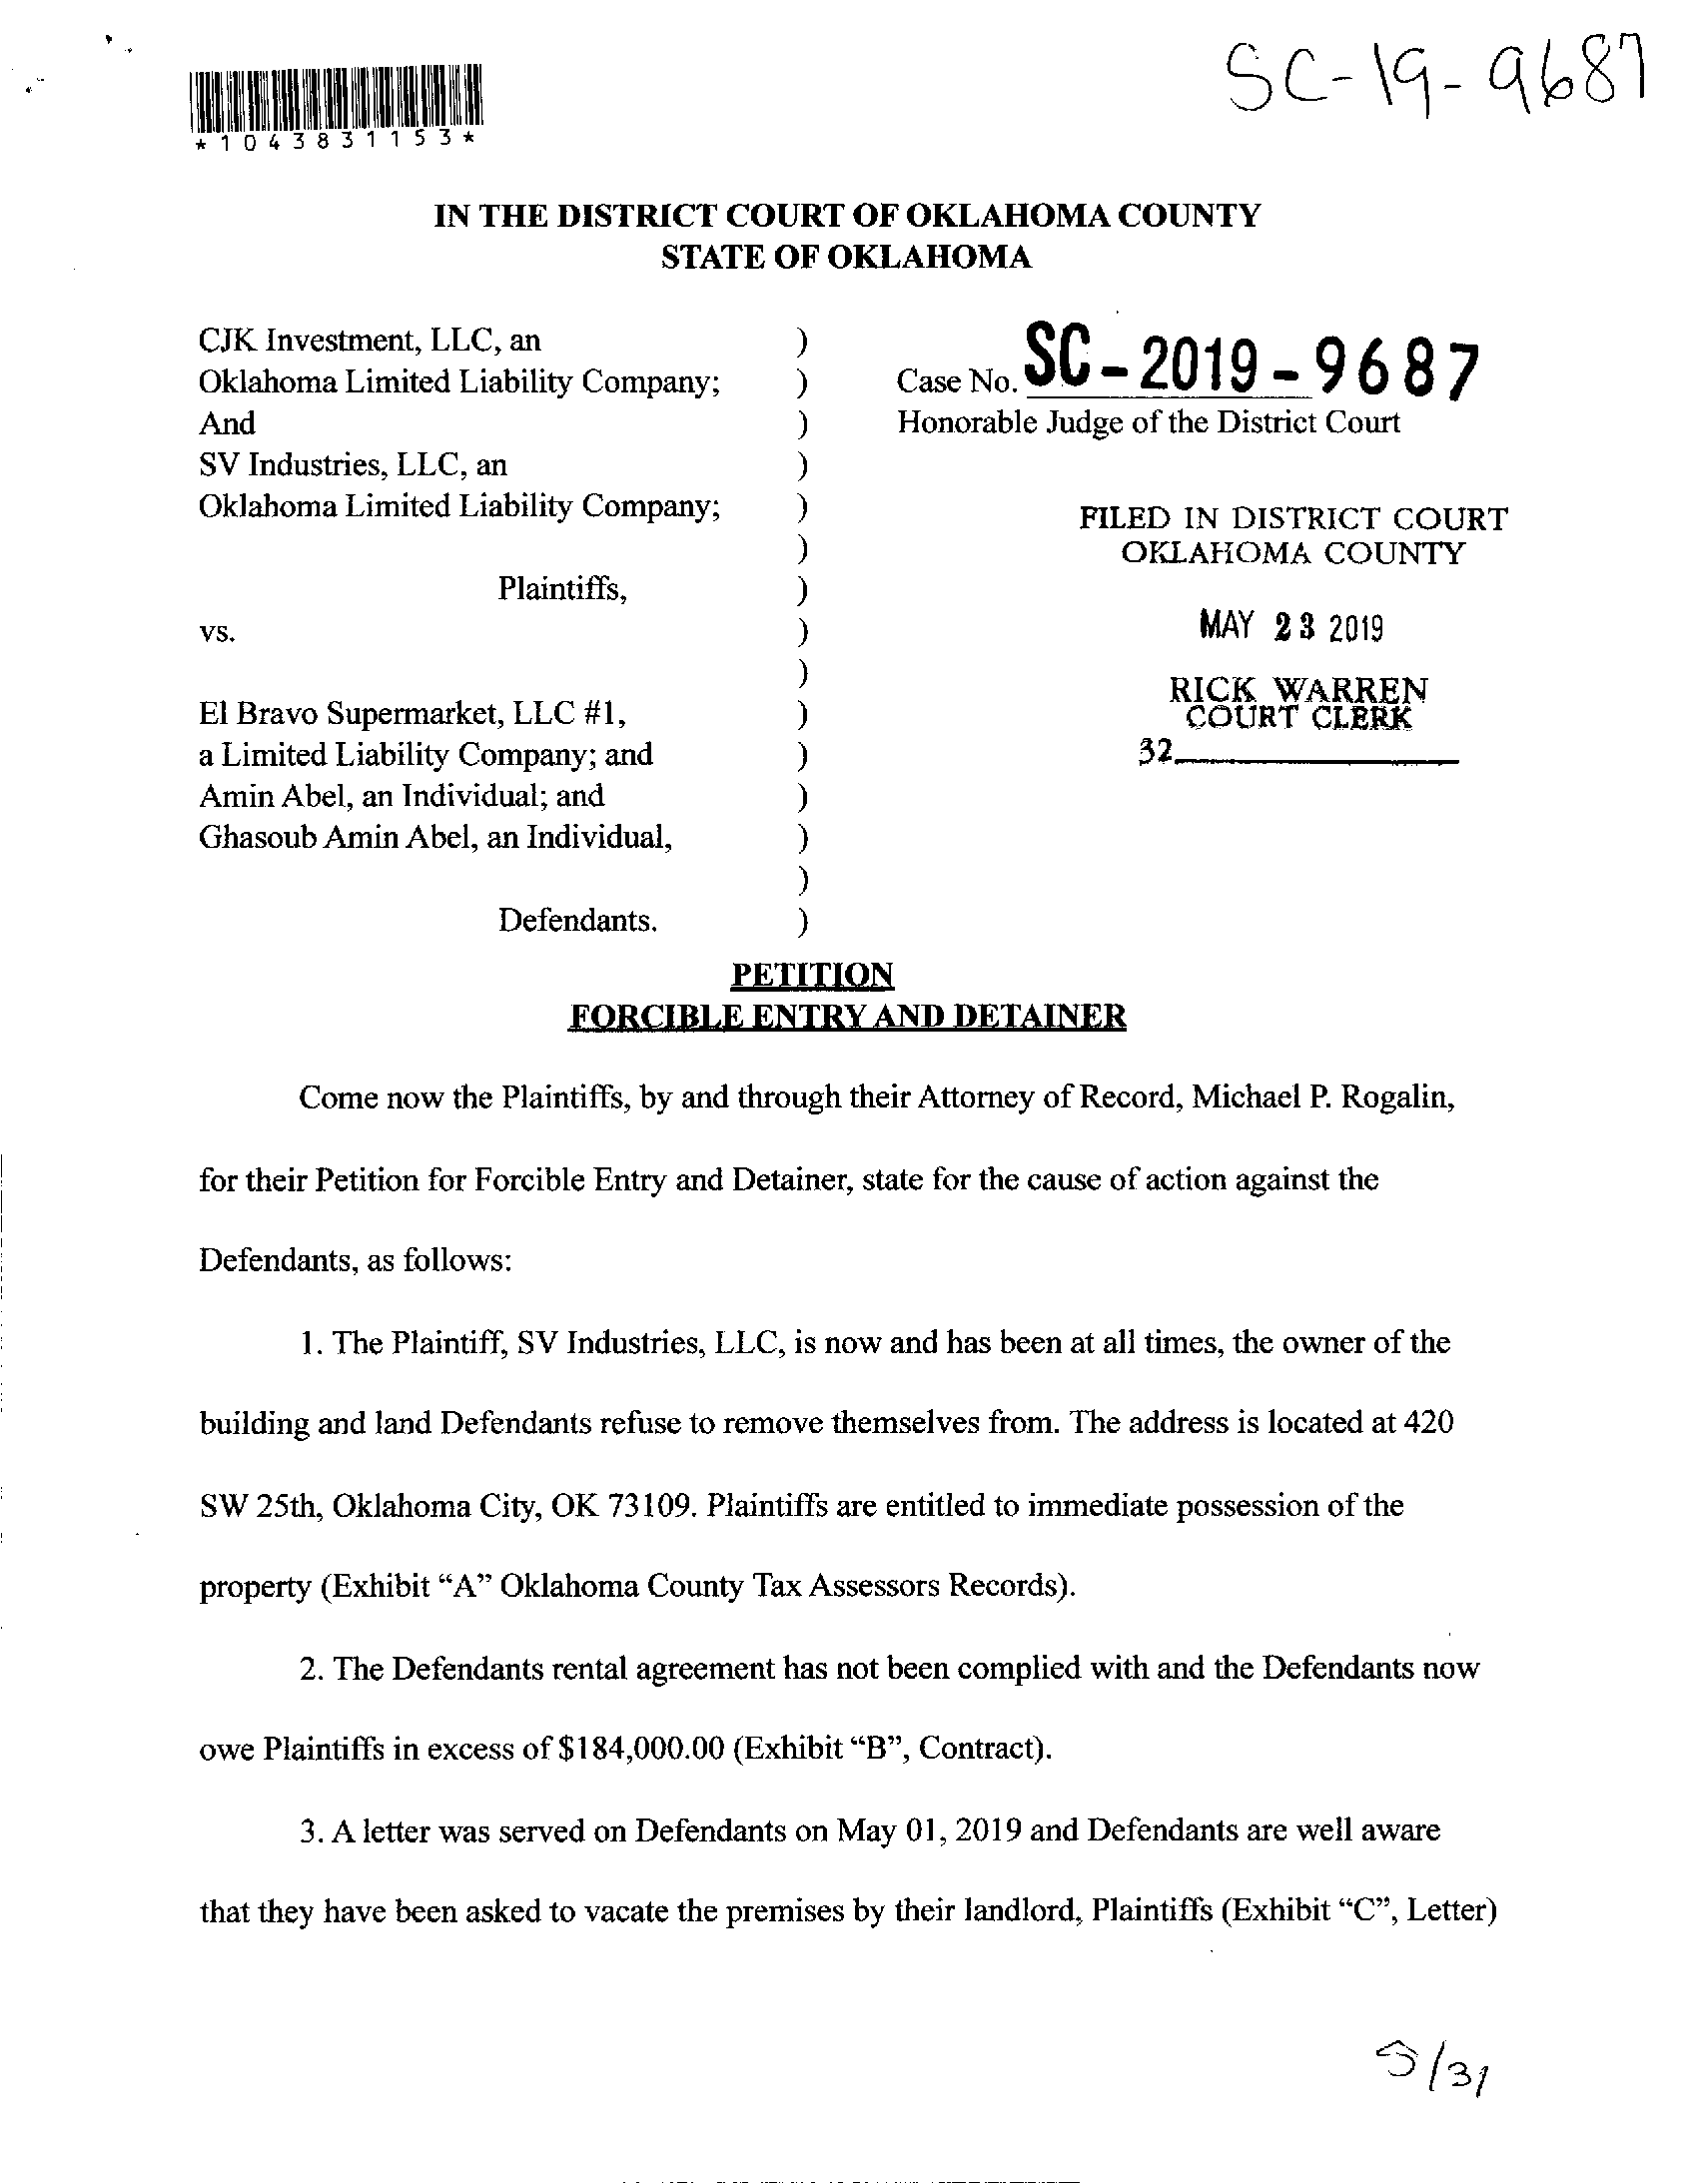 SC-19-9687
*1043831153*
IN THE DISTRICT COURT OF OKLAHOMA COUNTY
STATE OF OKLAHOMA
CJK Investment, LLC, an )
Oklahoma Limited Liability Company; ) Case No. SC-2019-9687
And ) Honorable Judge of the District Court
SV Industries, LLC, an )
Oklahoma Limited Liability Company; )
FILED IN DISTRICT COURT
) OKLAHOMA COUNTY
Plaintiffs, )
vs. ) MAY 23 2019
)
RICK WARREN
El Bravo Supermarket, LLC #1, ) COURT CLERK
a Limited Liability Company; and ) 32
Amin Abel, an Individual; and )
Ghasoub Amin Abel, an Individual, )
)
Defendants. )
PETITION
FORCIBLE ENTRY AND DETAINER
Come now the Plaintiffs, by and through their Attorney of Record, Michael P. Rogalin,
for their Petition for Forcible Entry and Detainer, state for the cause of action against the
Defendants, as follows:
1. The Plaintiff, SV Industries, LLC, is now and has been at all times, the owner of the
building and land Defendants refuse to remove themselves from. The address is located at 420
SW 25th, Oklahoma City, OK 73109. Plaintiffs are entitled to immediate possession of the
property (Exhibit “A” Oklahoma County Tax Assessors Records).
2. The Defendants rental agreement has not been complied with and the Defendants now
owe Plaintiffs in excess of $184,000.00 (Exhibit “B”, Contract).
3. A letter was served on Defendants on May 01, 2019 and Defendants are well aware
that they have been asked to vacate the premises by their landlord, Plaintiffs (Exhibit “C”, Letter)
5/31